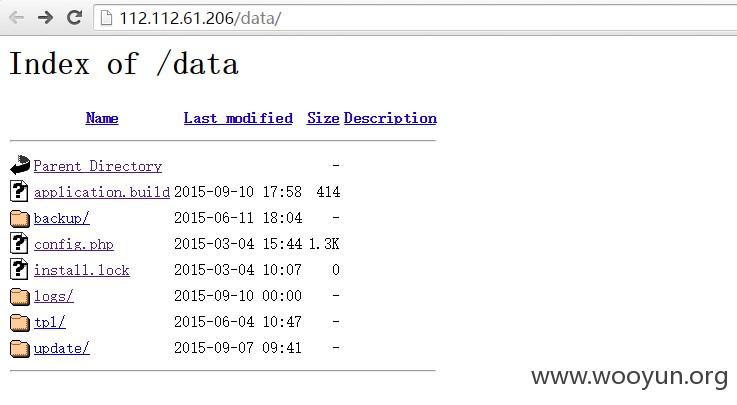 112.112.61.206/data/
Index of /data
Name Last modified Size Description
Parent Directory -
application.build 2015-09-10 17:58 414
backup/ 2015-06-11 18:04 -
config.php 2015-03-04 15:44 1.3K
install.lock 2015-03-04 10:07 0
logs/ 2015-09-10 00:00 -
tpl/ 2015-06-04 10:47 -
update/ 2015-09-07 09:41 -
www.wooyun.org